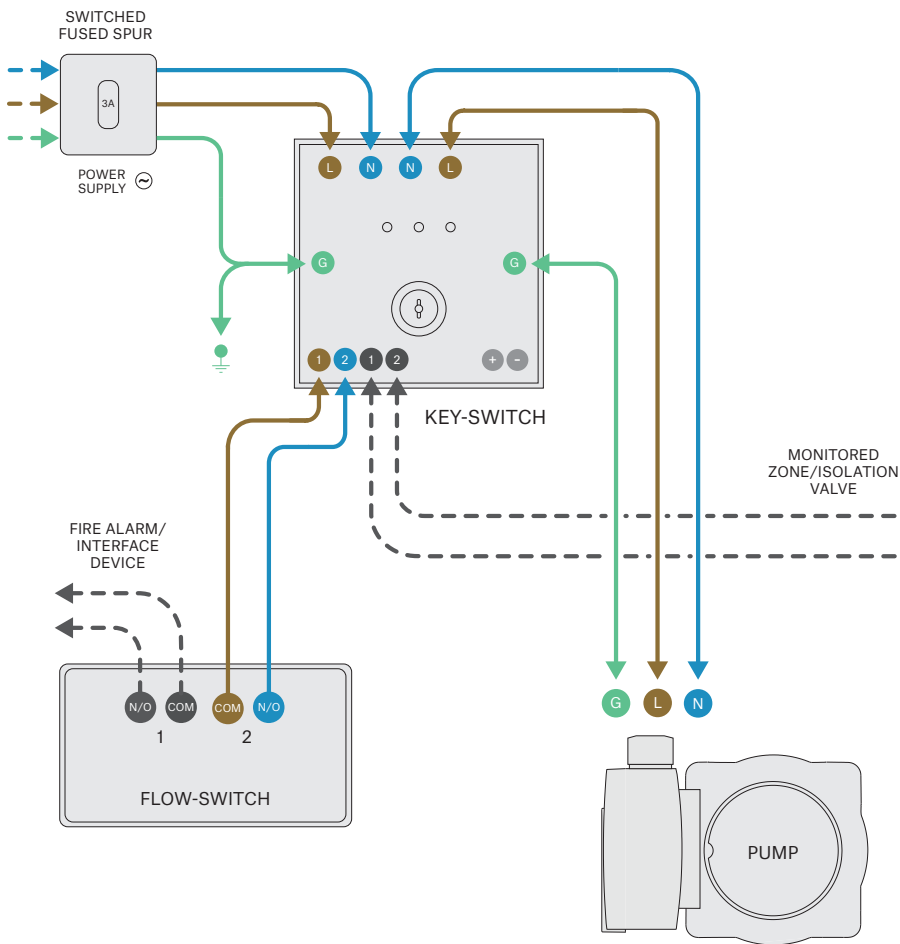 SWITCHED
FUSED SPUR
3A
POWER
SUPPLY
L N N L
G G
1 2 1 2 + -
KEY-SWITCH
MONITORED
ZONE/ISOLATION
VALVE
FIRE ALARM/
INTERFACE
DEVICE
N/O COM COM N/O
1 2
FLOW-SWITCH
G L N
PUMP